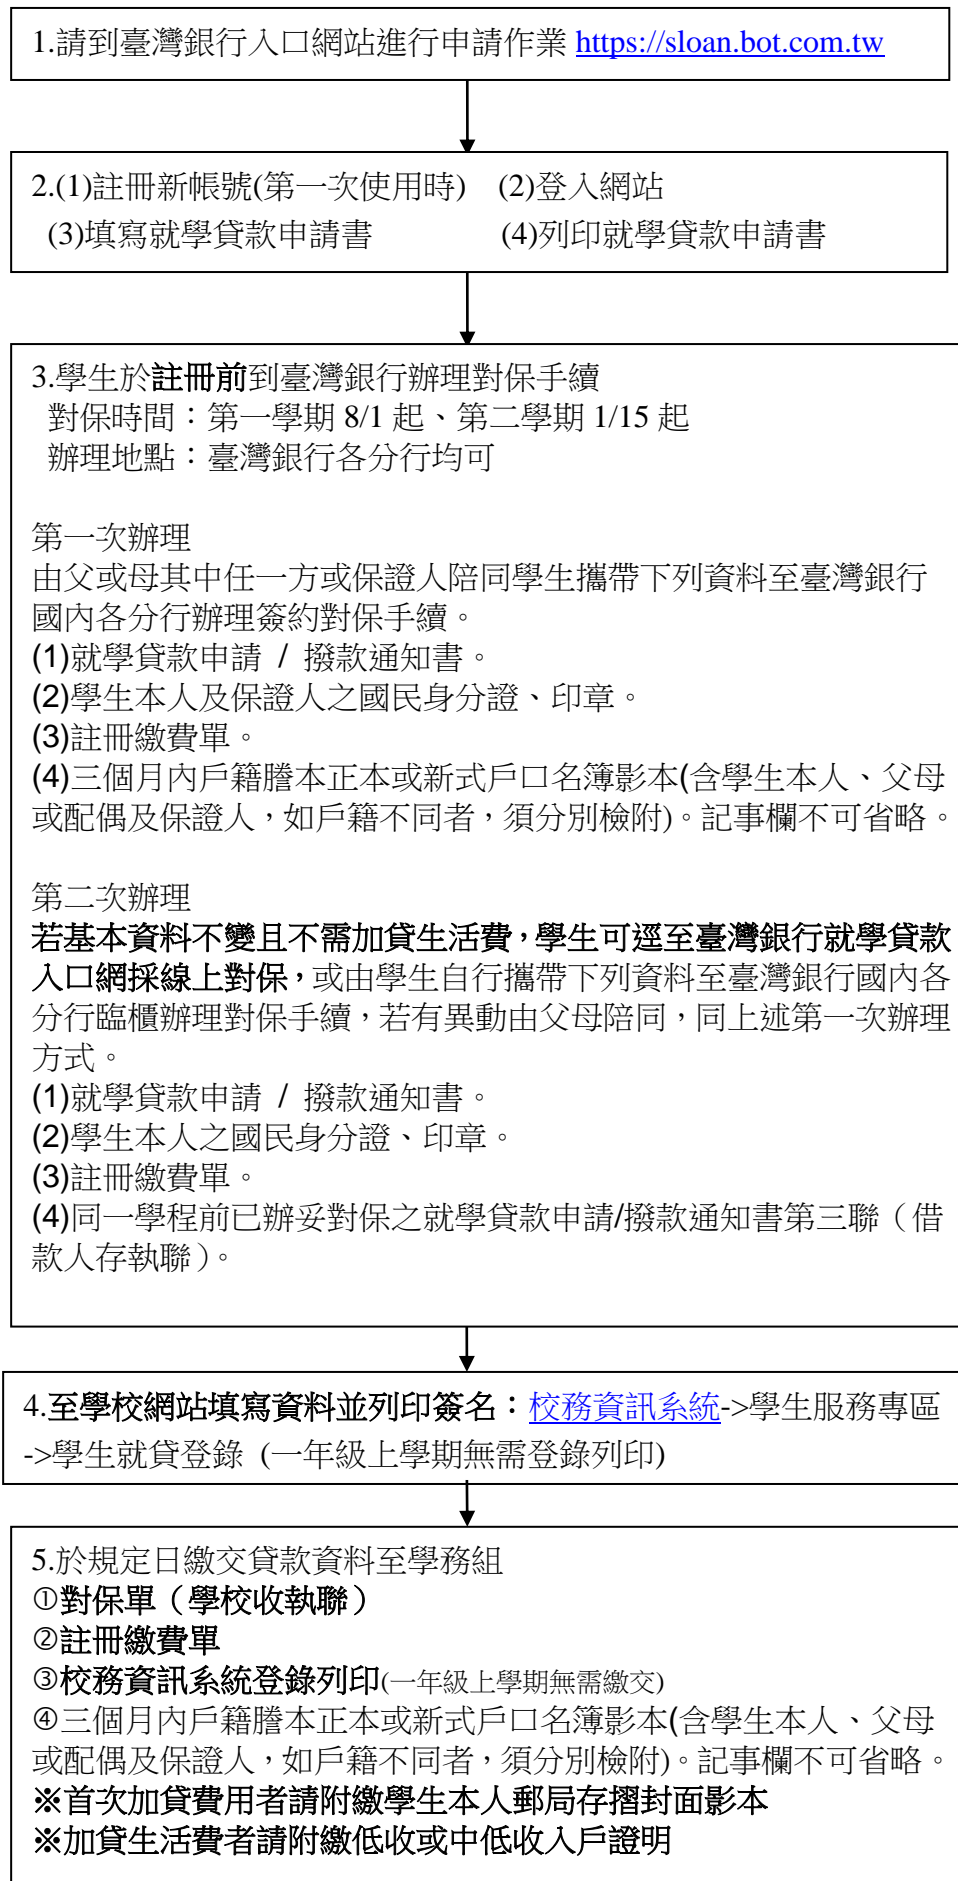 1.請到臺灣銀行入口網站進行申請作業 https://sloan.bot.com.tw
2.(1)註冊新帳號(第一次使用時) (2)登入網站
(3)填寫就學貸款申請書 (4)列印就學貸款申請書
3.學生於註冊前到臺灣銀行辦理對保手續
對保時間：第一學期 8/1 起、第二學期 1/15 起
辦理地點：臺灣銀行各分行均可
第一次辦理
由父或母其中任一方或保證人陪同學生攜帶下列資料至臺灣銀行
國內各分行辦理簽約對保手續。
(1)就學貸款申請 / 撥款通知書。
(2)學生本人及保證人之國民身分證、印章。
(3)註冊繳費單。
(4)三個月內戶籍謄本正本或新式戶口名簿影本(含學生本人、父母
或配偶及保證人，如戶籍不同者，須分別檢附)。記事欄不可省略。
第二次辦理
若基本資料不變且不需加貸生活費，學生可逕至臺灣銀行就學貸款
入口網採線上對保，或由學生自行攜帶下列資料至臺灣銀行國內各
分行臨櫃辦理對保手續，若有異動由父母陪同，同上述第一次辦理
方式。
(1)就學貸款申請 / 撥款通知書。
(2)學生本人之國民身分證、印章。
(3)註冊繳費單。
(4)同一學程前已辦妥對保之就學貸款申請/撥款通知書第三聯（借
款人存執聯）。
4.至學校網站填寫資料並列印簽名：校務資訊系統->學生服務專區
->學生就貸登錄 (一年級上學期無需登錄列印)
5.於規定日繳交貸款資料至學務組
①對保單（學校收執聯）
②註冊繳費單
③校務資訊系統登錄列印(一年級上學期無需繳交)
④三個月內戶籍謄本正本或新式戶口名簿影本(含學生本人、父母
或配偶及保證人，如戶籍不同者，須分別檢附)。記事欄不可省略。
※首次加貸費用者請附繳學生本人郵局存摺封面影本
※加貸生活費者請附繳低收或中低收入戶證明